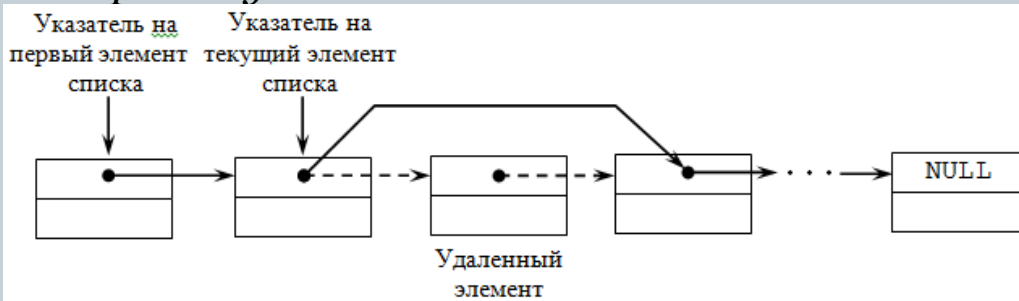 Указатель на
первый элемент
списка
Указатель на
текущий элемент
списка
NULL
Удаленный
элемент